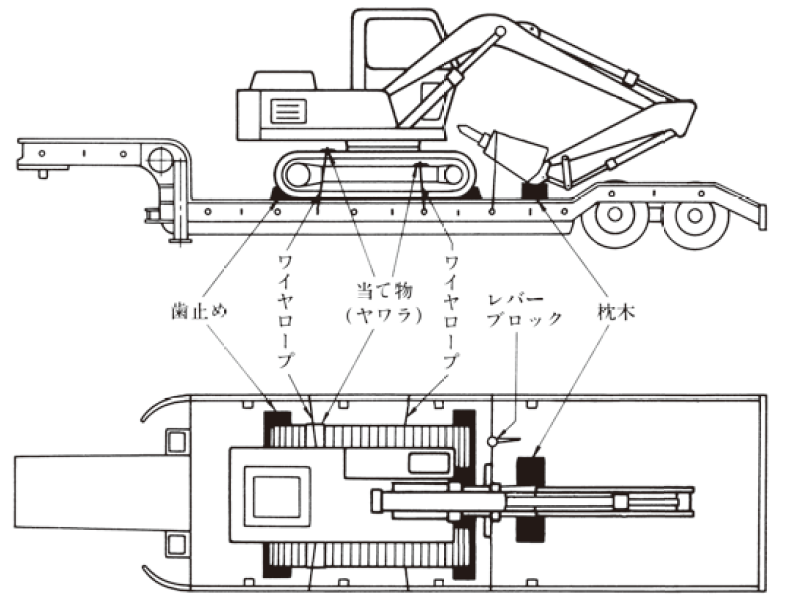 歯止め
ワイヤロープ
当て物
(ヤワラ)
ワイヤロープ
レバー
ブロック
枕木